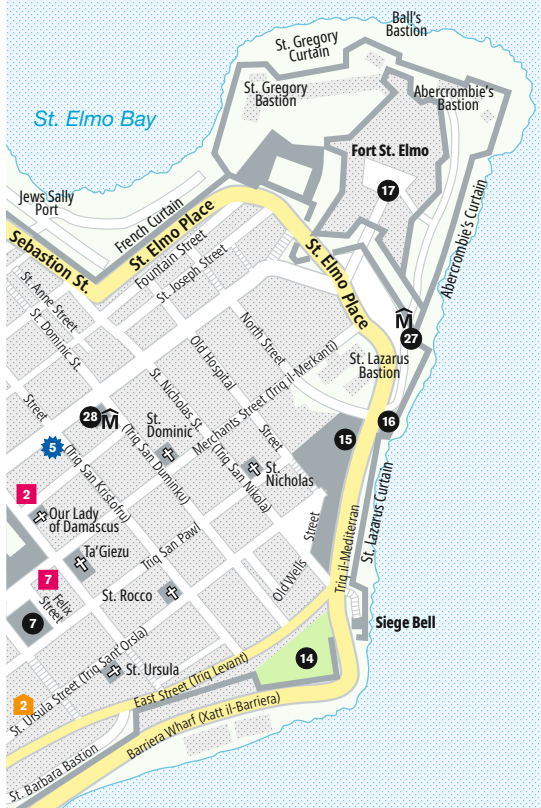 Ball's
Bastion
St. Gregory
Curtain
St. Gregory
Bastion
Abercrombie's
Bastion
St. Elmo Bay
Fort St. Elmo
17
Jews Sally
Port
French Curtain
St. Elmo Place
Sebastion St.
Fountain Street
St. Joseph Street
St. Elmo Place
Abercrombie's Curtain
St. Anne Street
St. Dominic St.
North Street
Old Hospital
Street
M
27
St. Lazarus
Bastion
St. Nicholas St.
(Triq San Nikola)
Merchants Street (Triq il-Merkanti)
Street
28
M
St.
Dominic
(Triq San Duminku)
15
16
5
(Triq San Kristofru)
St.
Nicholas
2
Our Lady
of Damascus
Triq San Pawl
Street
Triq il-Mediterran
St. Lazarus Curtain
Ta'Giezu
7
Felix
Street
St. Rocco
Old Wells
7
Siege Bell
14
St. Ursula Street (Triq Sant'Orsla)
St. Ursula
East Street (Triq Levant)
2
Barriera Wharf (Xatt il-Barriera)
St. Barbara Bastion